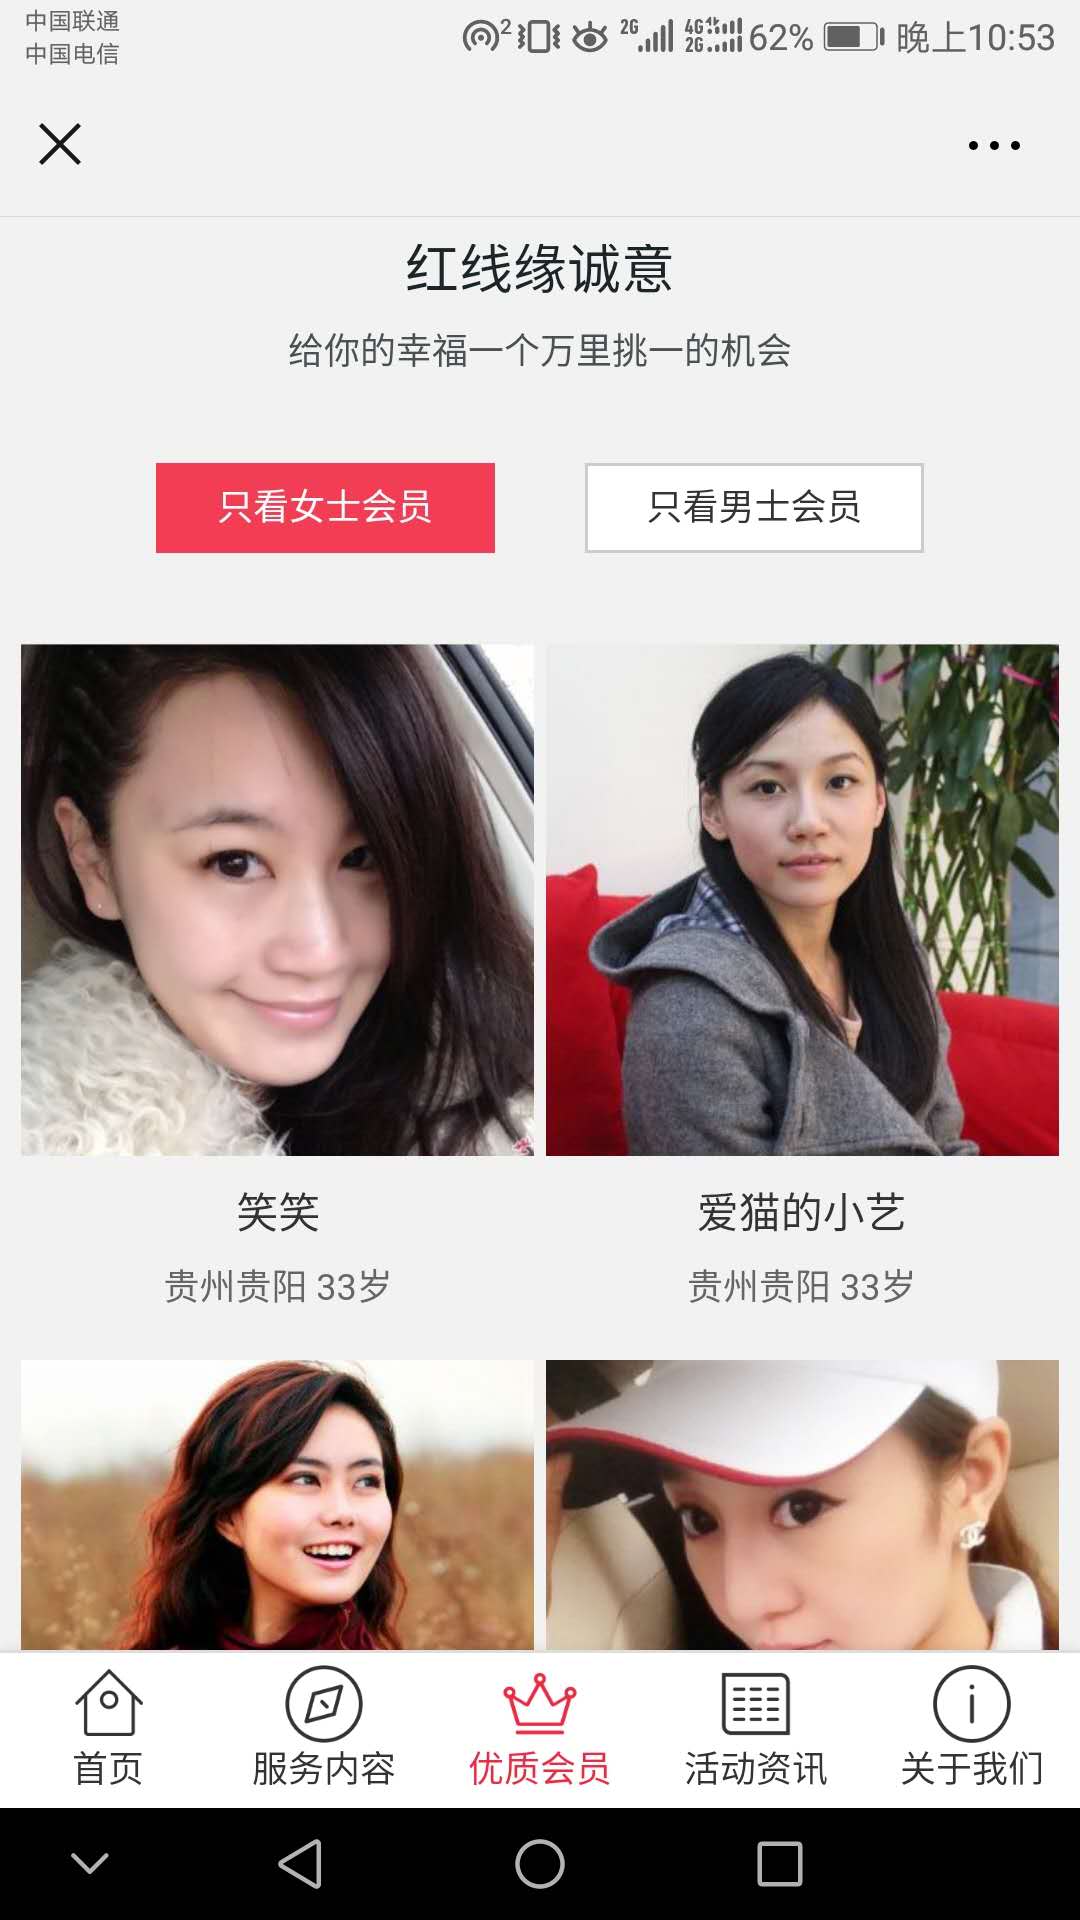 中国联通
中国电信
2 2G 4G 2G 62% 晚上10:53
红线缘诚意
给你的幸福一个万里挑一的机会
只看女士会员 只看男士会员
笑笑 爱猫的小艺
贵州贵阳 33岁 贵州贵阳 33岁
首页 服务内容 优质会员 活动资讯 关于我们